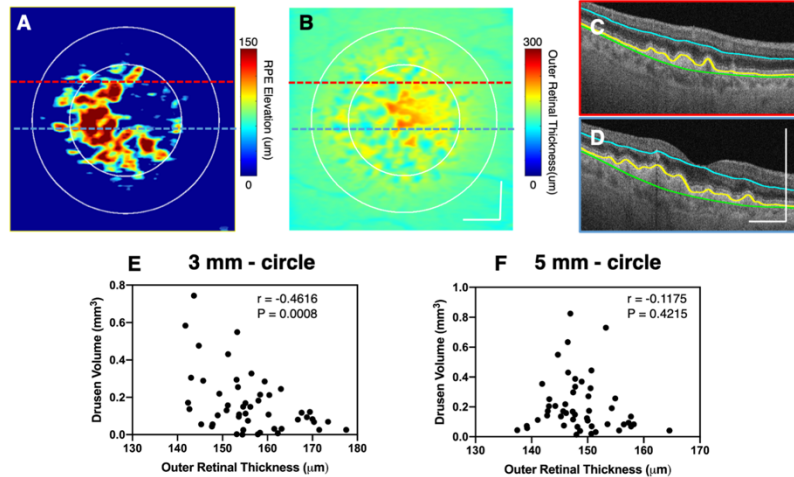 A
150
RPE Elevation (um)
0
B
300
Outer Retinal Thickness(um)
0
C
D
E 3 mm - circle
r = -0.4616
P = 0.0008
Drusen Volume (mm³)
0.8
0.6
0.4
0.2
0.0
140 150 160 170 180
Outer Retinal Thickness (μm)
F 5 mm - circle
r = -0.1175
P = 0.4215
Drusen Volume (mm³)
1.0
0.8
0.6
0.4
0.2
0.0
130 140 150 160 170
Outer Retinal Thickness (μm)